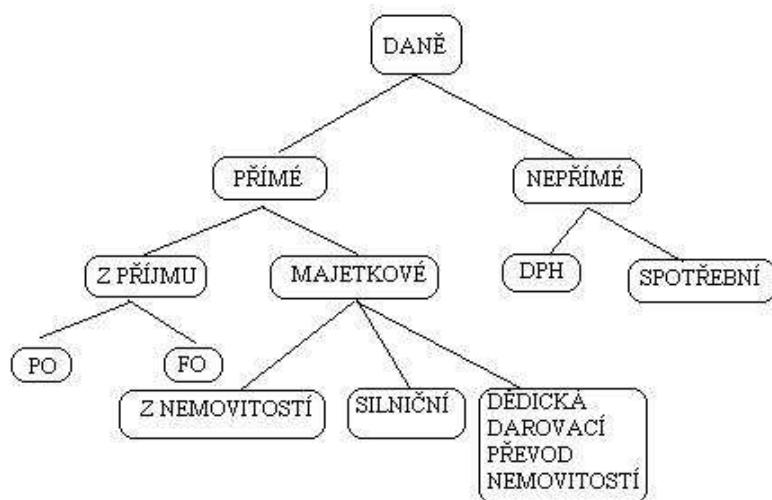 DANĚ
PŘÍMÉ
NEPŘÍMÉ
Z PŘÍJMU
MAJETKOVÉ
DPH
SPOTŘEBNÍ
PO
FO
Z NEMOVITOSTÍ
SILNIČNÍ
DĚDICKÁ
DAROVACÍ
PŘEVOD
NEMOVITOSTÍ